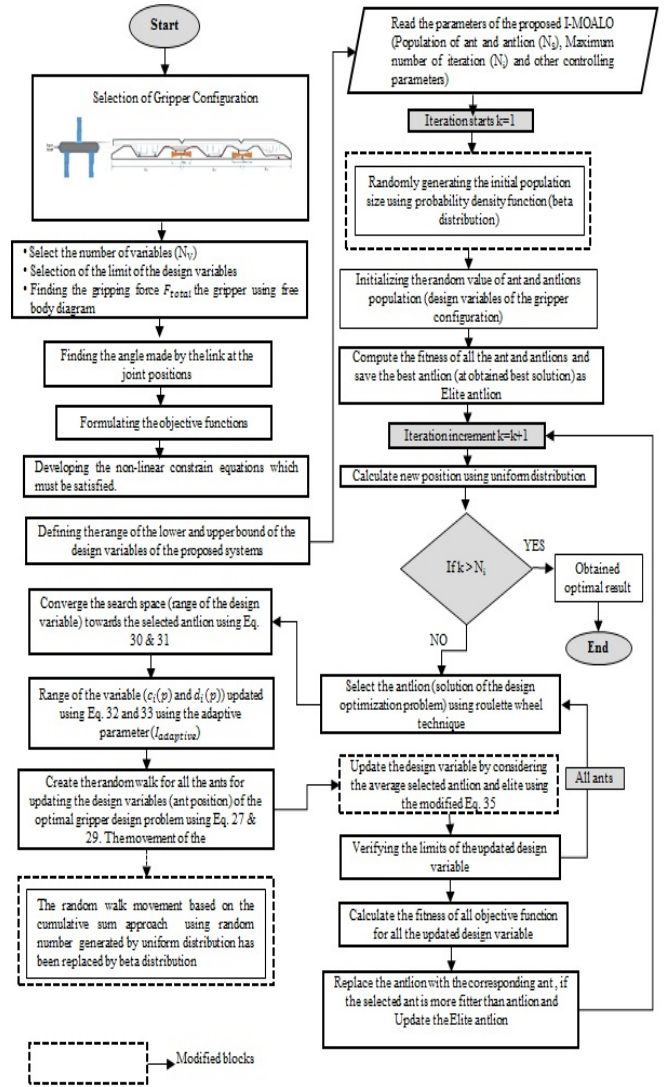 Start
Selection of Gripper Configuration
• Select the number of variables (NV)
• Selection of the limit of the design variables
• Finding the gripping force Ftotal the gripper using free
body diagram
Finding the angle made by the link at the
joint positions
Formulating the objective functions
Developing the non-linear constrain equations which
must be satisfied.
Defining the range of the lower and upper bound of the
design variables of the proposed systems
Read the parameters of the proposed I-MOALO
(Population of ant and antlion (Ns), Maximum
number of iteration (Ni) and other controlling
parameters)
Iteration starts k=1
Randomly generating the initial population
size using probability density function (beta
distribution)
Initializing the random value of ant and antlions
population (design variables of the gripper
configuration)
Compute the fitness of all the ant and antlions and
save the best antlion (at obtained best solution) as
Elite antlion
Iteration increment k=k+1
Calculate new position using uniform distribution
If k > Ni
YES
Obtained
optimal result
End
NO
Select the antlion (solution of the design
optimization problem) using roulette wheel
technique
Converge the search space (range of the design
variable) towards the selected antlion using Eq.
30 & 31
Range of the variable (ci(p) and di(p)) updated
using Eq. 32 and 33 using the adaptive
parameter (Iadaptive)
Create the random walk for all the ants for
updating the design variables (ant position) of the
optimal gripper design problem using Eq. 27 &
29. The movement of the
The random walk movement based on the
cumulative sum approach using random
number generated by uniform distribution has
been replaced by beta distribution
Update the design variable by considering
the average selected antlion and elite using
the modified Eq. 35
All ants
Verifying the limits of the updated design
variable
Calculate the fitness of all objective function
for all the updated design variable
Replace the antlion with the corresponding ant, if
the selected ant is more fitter than antlion and
Update the Elite antlion
Modified blocks